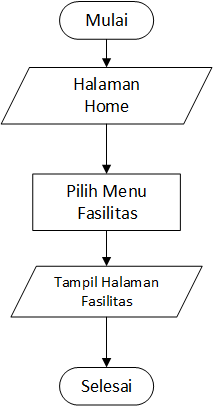 Mulai
Halaman
Home
Pilih Menu
Fasilitas
Tampil Halaman
Fasilitas
Selesai